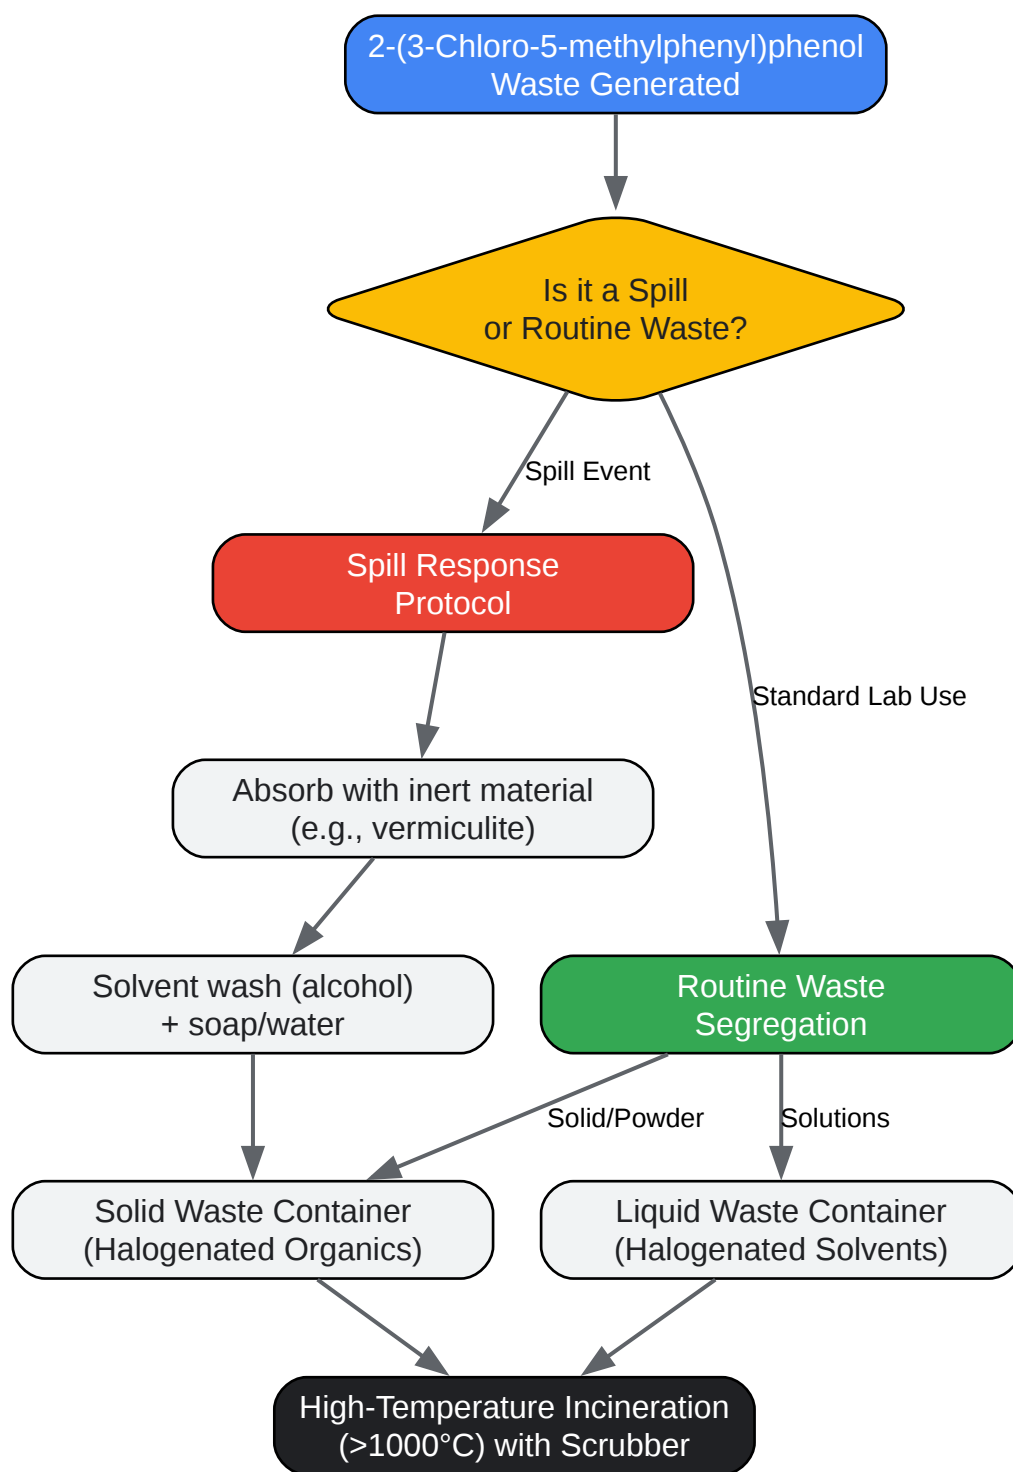 2-(3-Chloro-5-methylphenyl)phenol
Waste Generated
Is it a Spill
or Routine Waste?
Spill Event
Spill Response
Protocol
Standard Lab Use
Absorb with inert material
(e.g., vermiculite)
Solvent wash (alcohol)
+ soap/water
Routine Waste
Segregation
Solid/Powder
Solutions
Solid Waste Container
(Halogenated Organics)
Liquid Waste Container
(Halogenated Solvents)
High-Temperature Incineration
(>1000°C) with Scrubber